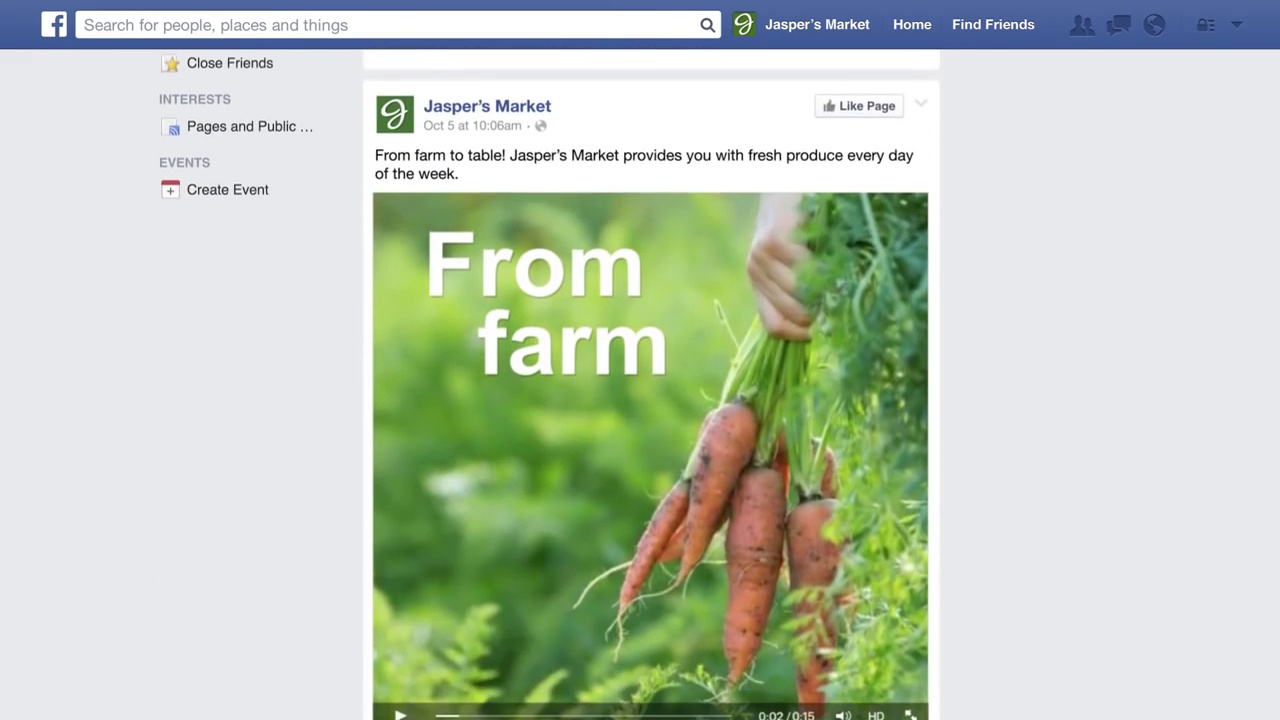 Search for people, places and things
Jasper's Market Home Find Friends
Close Friends
INTERESTS
Pages and Public ...
EVENTS
Create Event
Jasper's Market
Oct 5 at 10:06am ·
Like Page
From farm to table! Jasper's Market provides you with fresh produce every day
of the week.
From
farm
0:02/0:15 HD